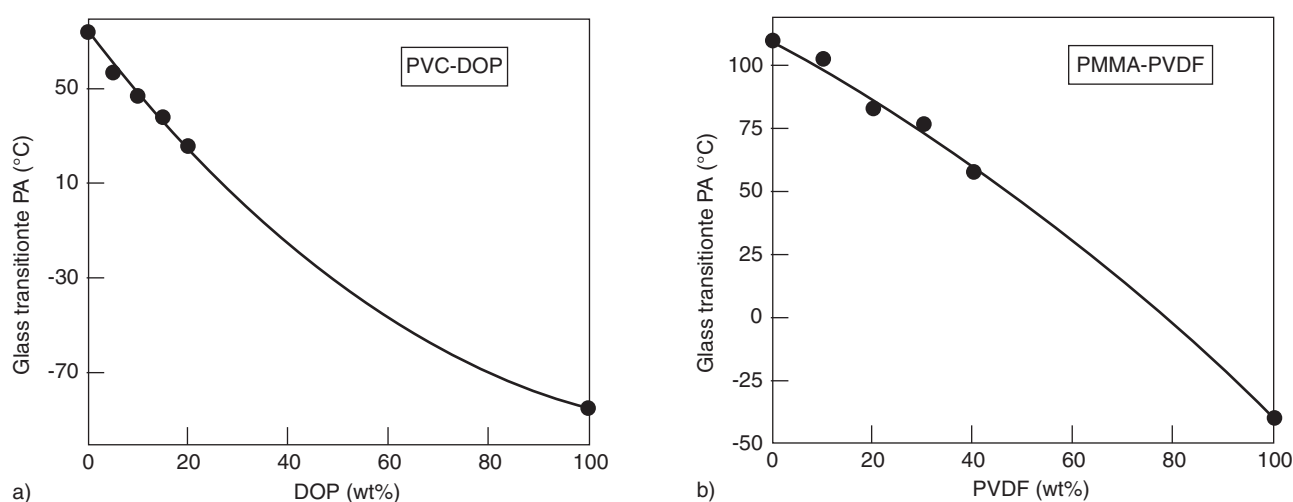 PVC-DOP
50
10
-30
-70
Glass transitionte PA (°C)
0 20 40 60 80 100
DOP (wt%)
a)
PMMA-PVDF
100
75
50
25
0
-25
-50
Glass transitionte PA (°C)
0 20 40 60 80 100
PVDF (wt%)
b)